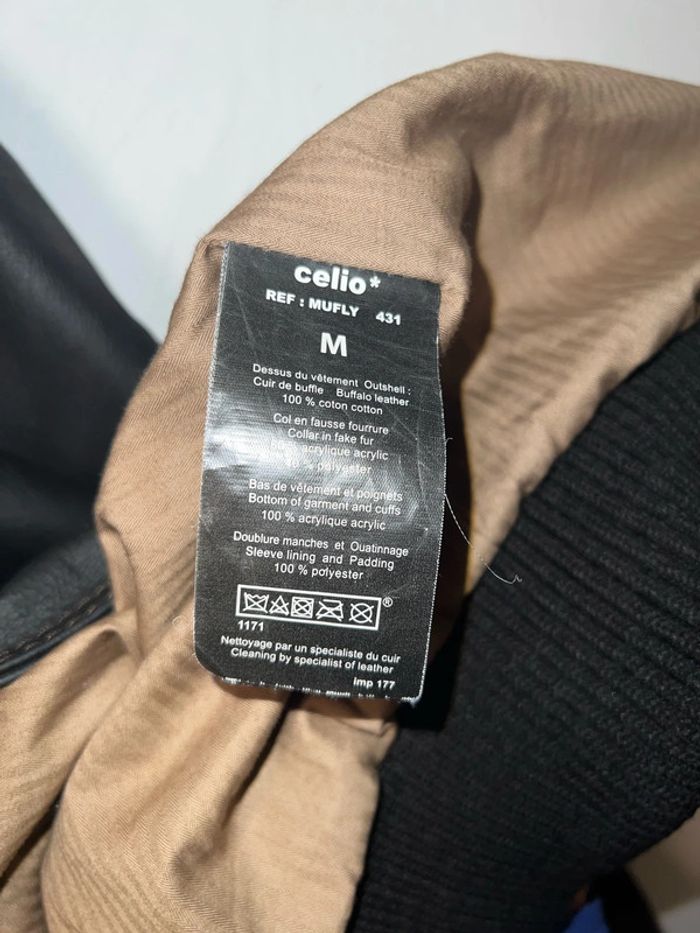 celio*
REF : MUFLY 431
M
Dessus du vêtement Outshell :
Cuir de buffle Buffalo leather
100 % coton cotton
Col en fausse fourrure
Collar in fake fur
acrylique acrylic
% polyester
Bas de vêtement et poignets
Bottom of garment and cuffs
100 % acrylique acrylic
Doublure manches et Ouatinnage
Sleeve lining and Padding
100 % polyester
®
1171
Nettoyage par un specialiste du cuir
Cleaning by specialist of leather
imp 177